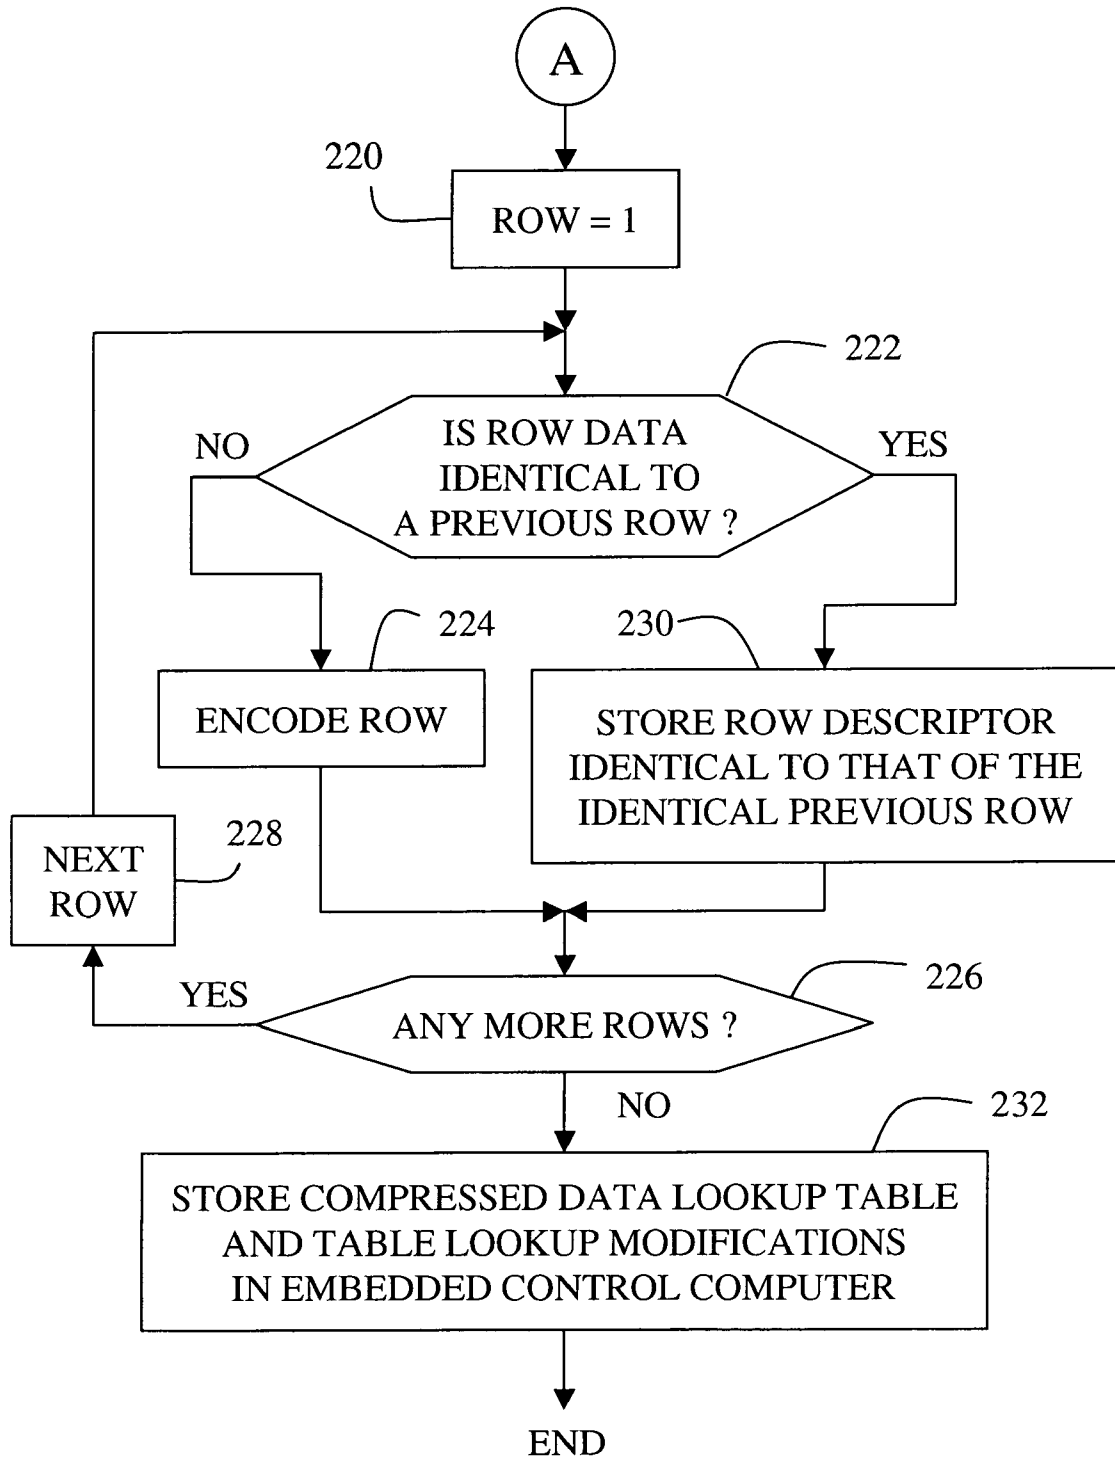 A
220
ROW = 1
222
NO
IS ROW DATA
IDENTICAL TO
A PREVIOUS ROW ?
YES
224
230
ENCODE ROW
STORE ROW DESCRIPTOR
IDENTICAL TO THAT OF THE
IDENTICAL PREVIOUS ROW
NEXT
ROW
228
YES
ANY MORE ROWS ?
226
NO
232
STORE COMPRESSED DATA LOOKUP TABLE
AND TABLE LOOKUP MODIFICATIONS
IN EMBEDDED CONTROL COMPUTER
END